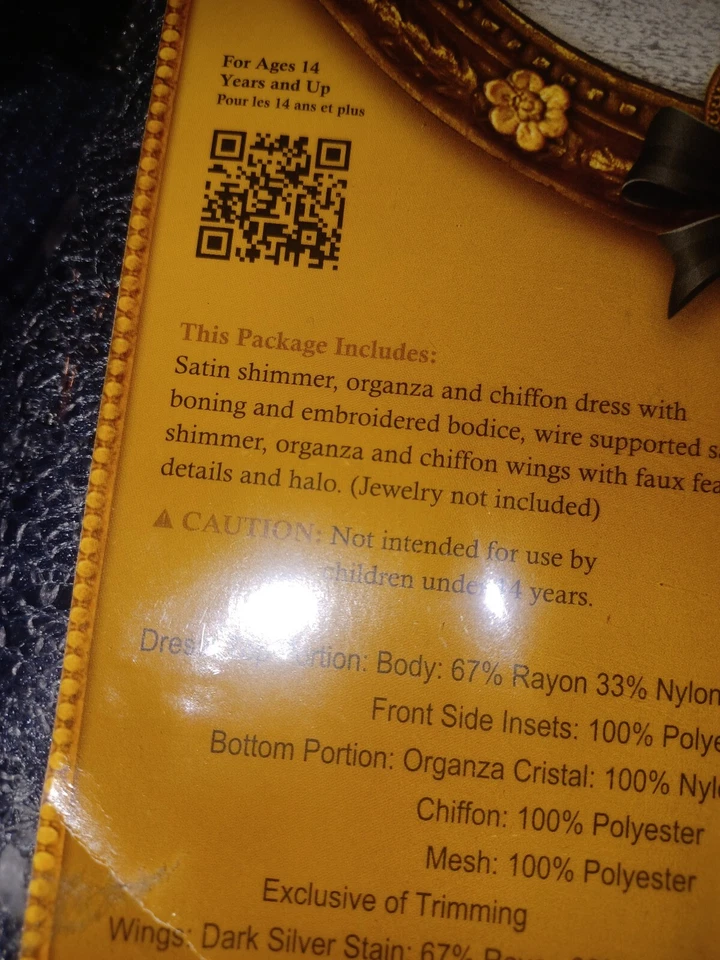 For Ages 14
Years and Up
Pour les 14 ans et plus
This Package Includes:
Satin shimmer, organza and chiffon dress with
boning and embroidered bodice, wire supported
shimmer, organza and chiffon wings with faux
details and halo. (Jewelry not included)
CAUTION: Not intended for use by
children under 14 years.
Body: 67% Rayon 33% Nylon
Front Side Insets: 100%
Bottom Portion: Organza Cristal: 100%
Chiffon: 100% Polyester
Mesh: 100% Polyester
Exclusive of Trimming
Wings: Dark Silver Stain: 67%